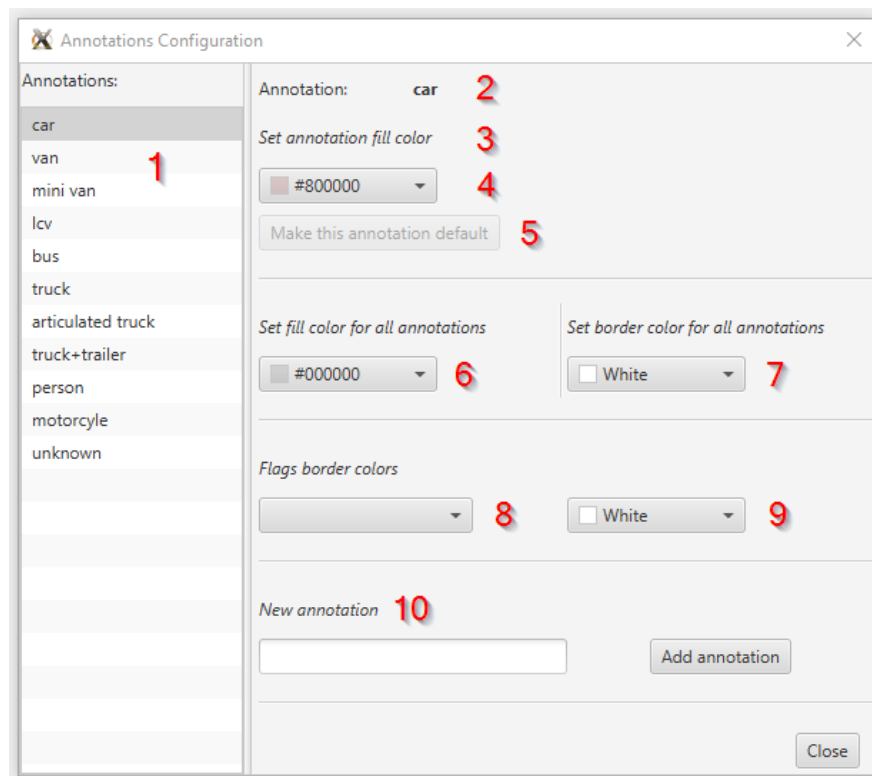 Annotations Configuration
Annotations:
car
van
mini van
lcv
bus
truck
articulated truck
truck+trailer
person
motorcyle
unknown
1
Annotation: car 2
Set annotation fill color 3
#800000 4
Make this annotation default 5
Set fill color for all annotations
#000000 6
Set border color for all annotations
White 7
Flags border colors
8
White 9
New annotation 10
Add annotation
Close